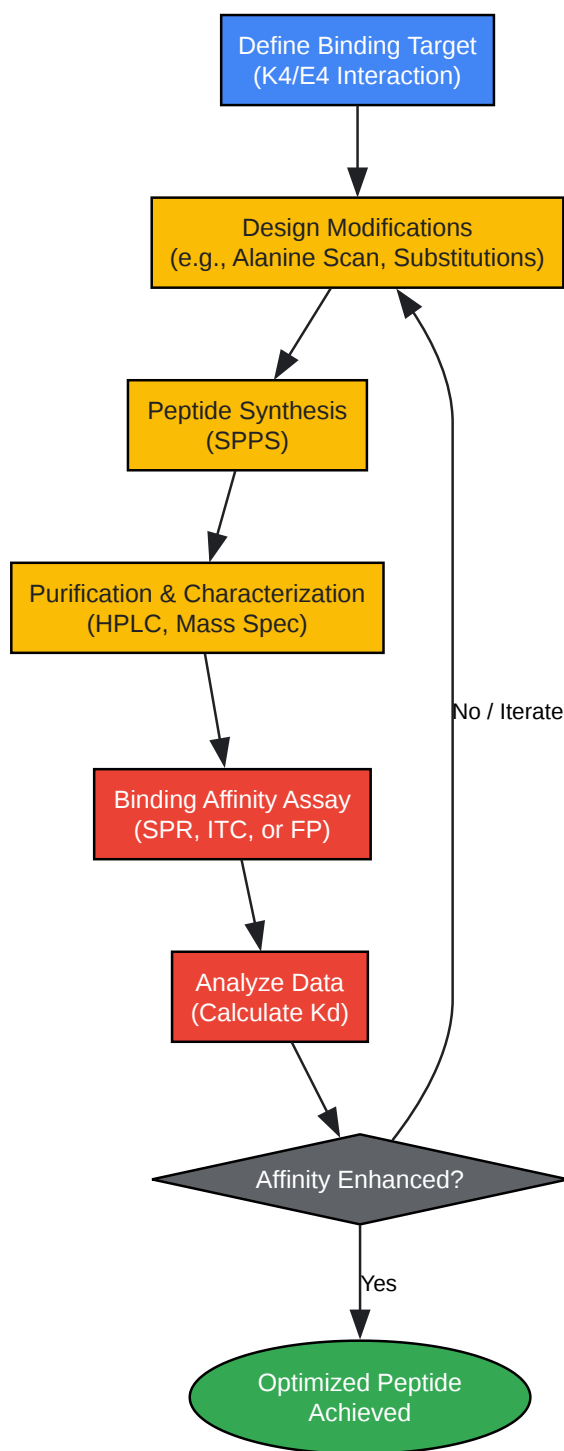 Define Binding Target
(K4/E4 Interaction)
Design Modifications
(e.g., Alanine Scan, Substitutions)
Peptide Synthesis
(SPPS)
Purification & Characterization
(HPLC, Mass Spec)
No / Iterate
Binding Affinity Assay
(SPR, ITC, or FP)
Analyze Data
(Calculate Kd)
Affinity Enhanced?
Yes
Optimized Peptide
Achieved